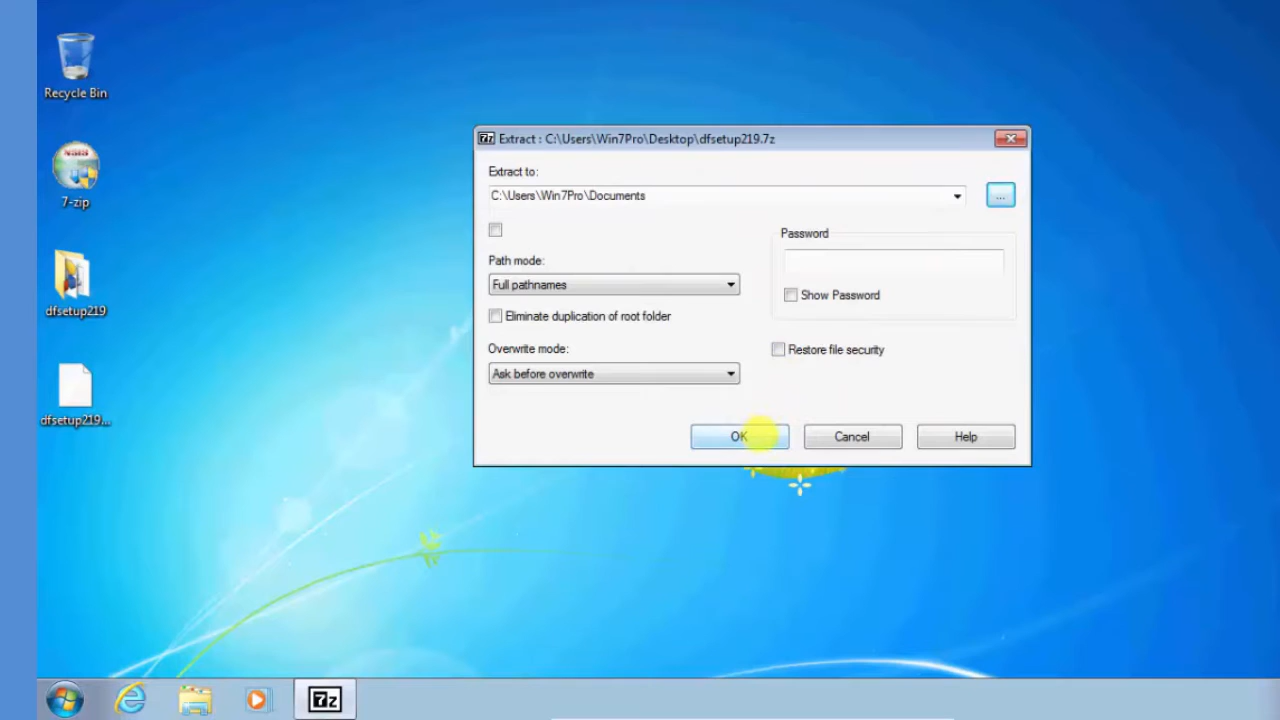 Recycle Bin
NSIS
7-zip
dfsetup219
dfsetup219...
7z Extract : C:\Users\Win7Pro\Desktop\dfsetup219.7z
Extract to:
C:\Users\Win7Pro\Documents
...
Password
Path mode:
Full pathnames
Show Password
Eliminate duplication of root folder
Overwrite mode:
Restore file security
Ask before overwrite
OK
Cancel
Help
7z